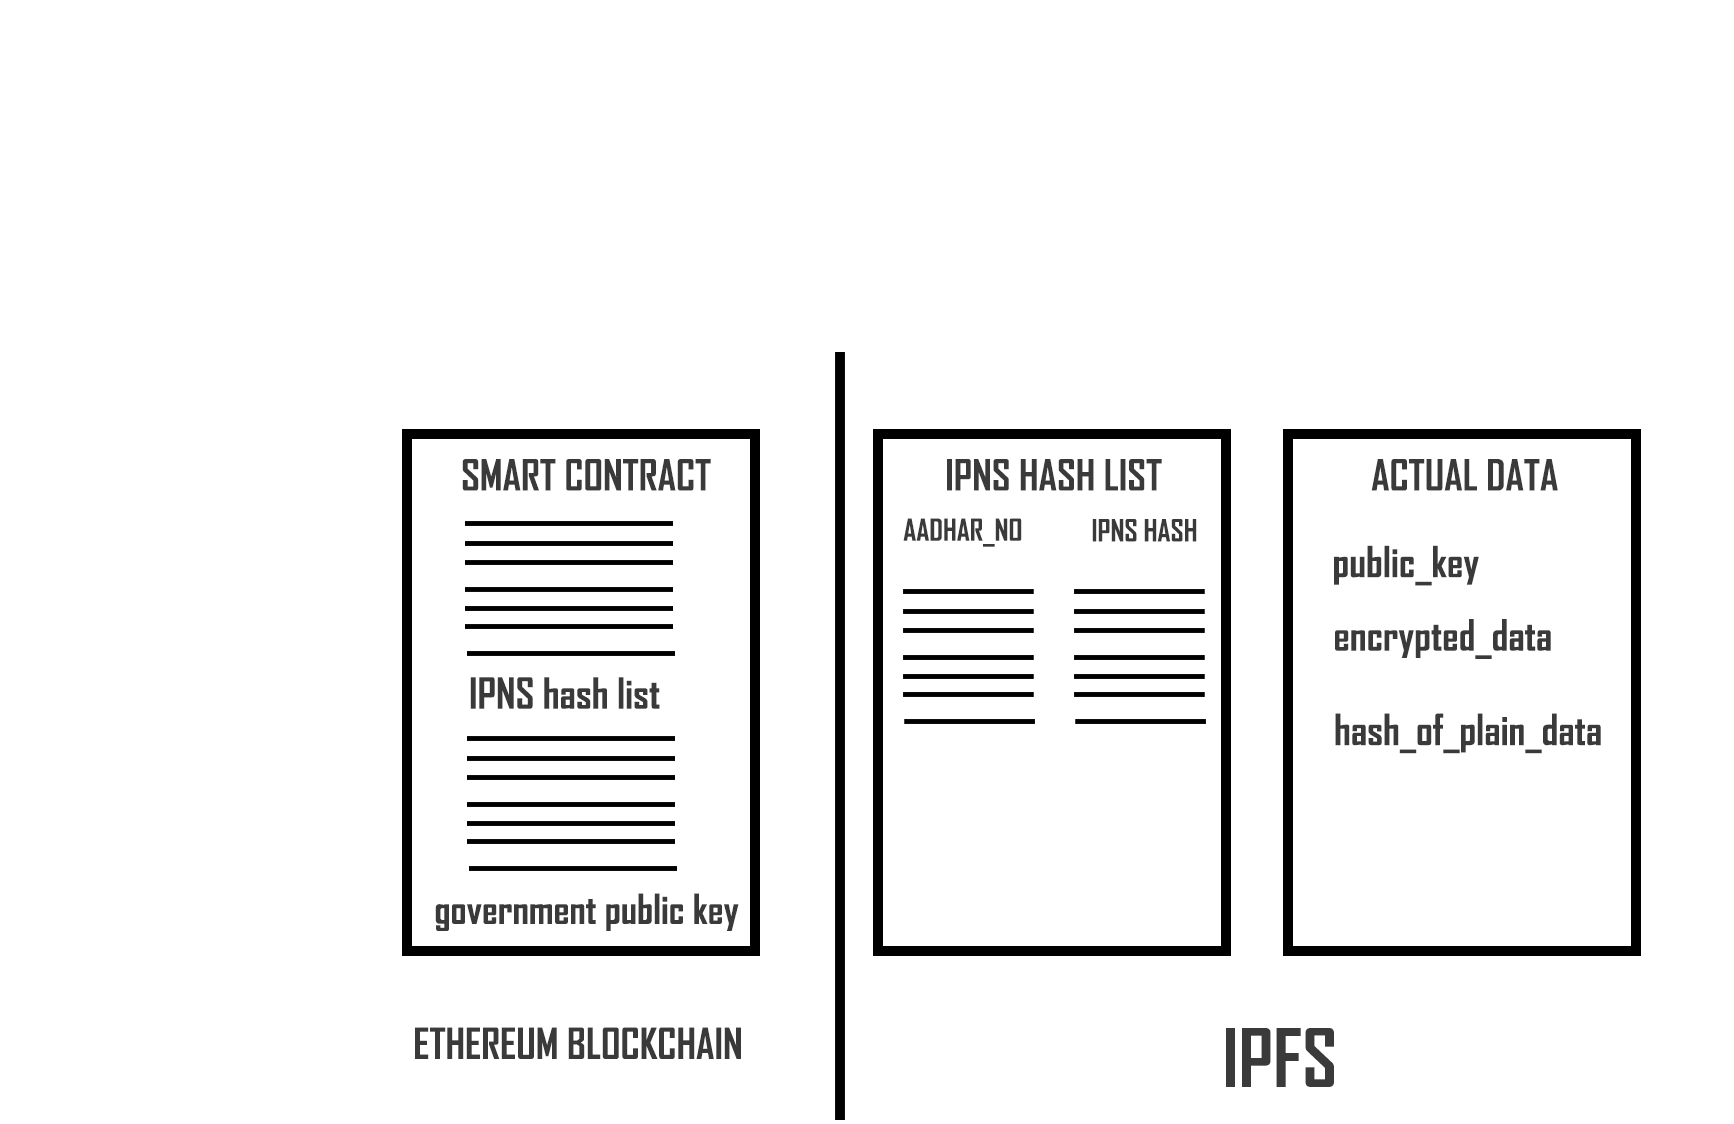 SMART CONTRACT
IPNS hash list
government public key
ETHEREUM BLOCKCHAIN
IPNS HASH LIST
AADHAR_NO IPNS HASH
ACTUAL DATA
public_key
encrypted_data
hash_of_plain_data
IPFS